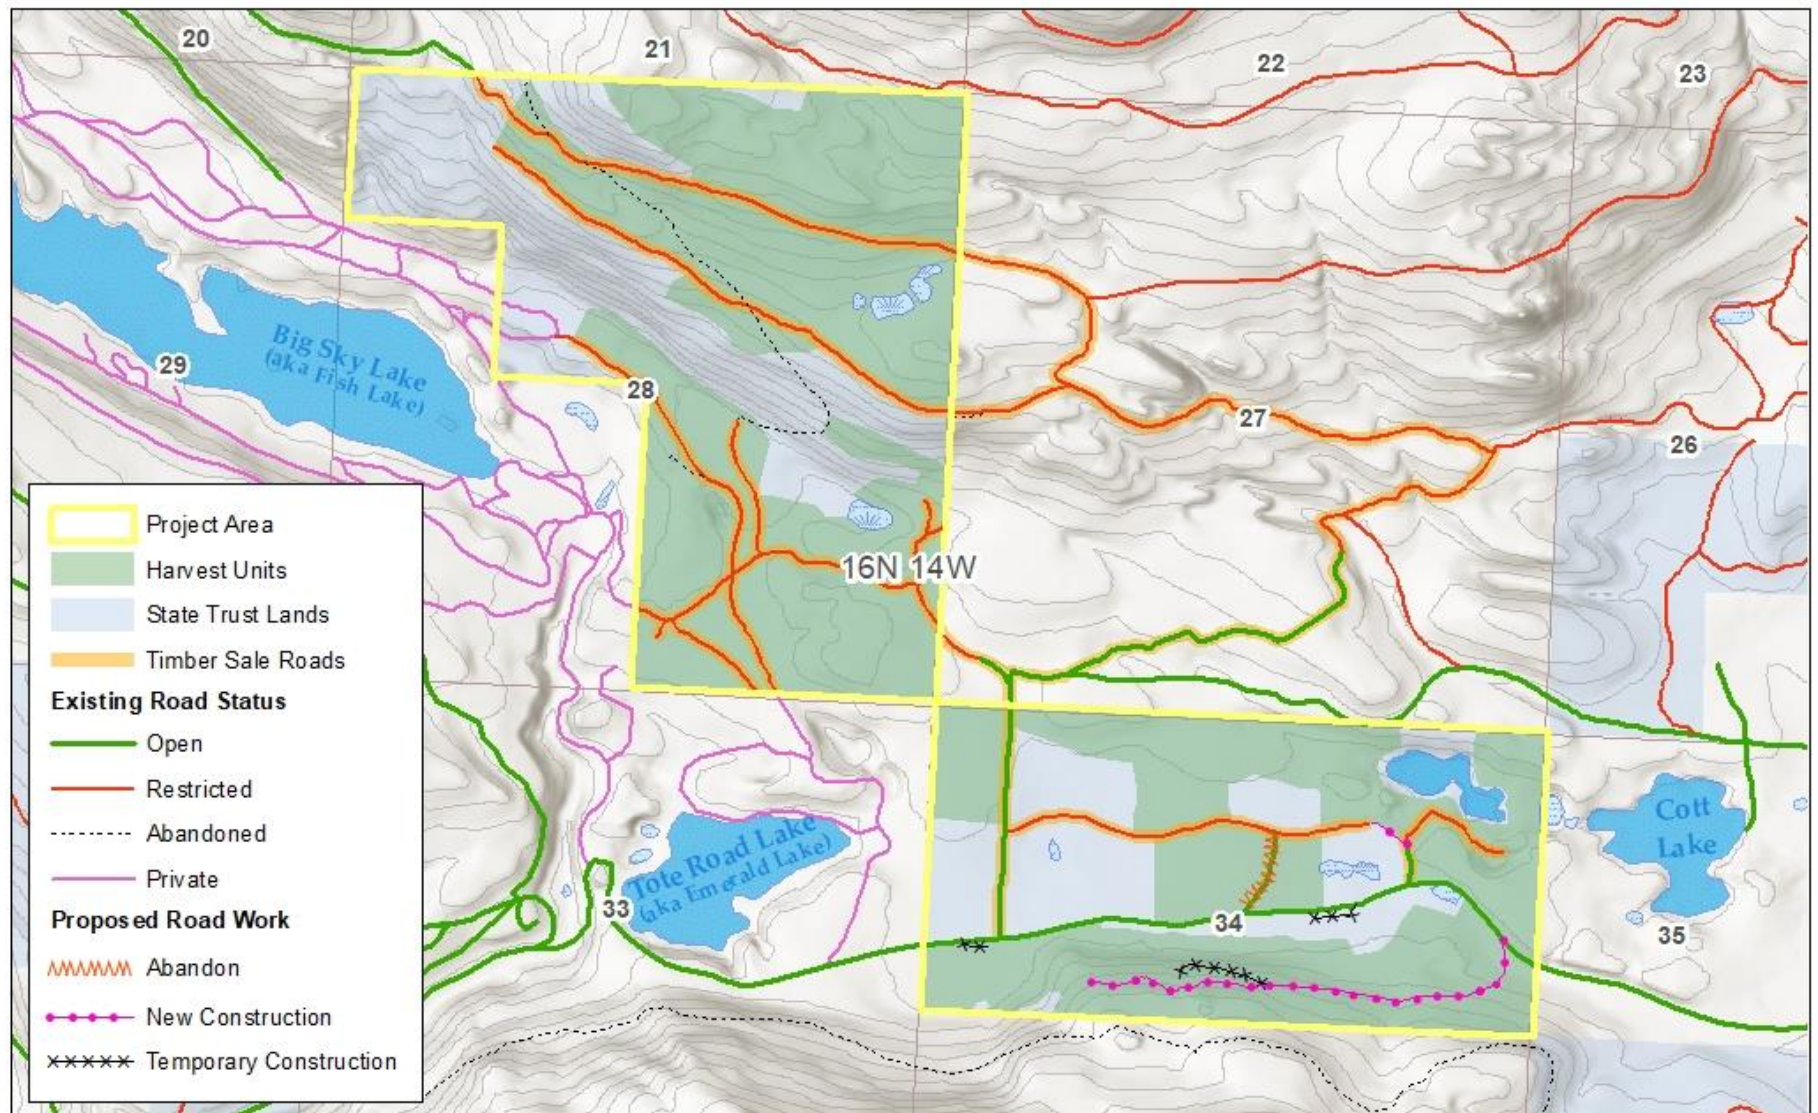 20
21
22
23
Big Sky Lake
(aka Fish Lake)
29
28
27
26
16N 14W
Project Area
Harvest Units
State Trust Lands
Timber Sale Roads
Existing Road Status
Open
Restricted
Abandoned
Private
Proposed Road Work
Abandon
New Construction
Temporary Construction
Tote Road Lake
(aka Emerald Lake)
33
34
Cott
Lake
35